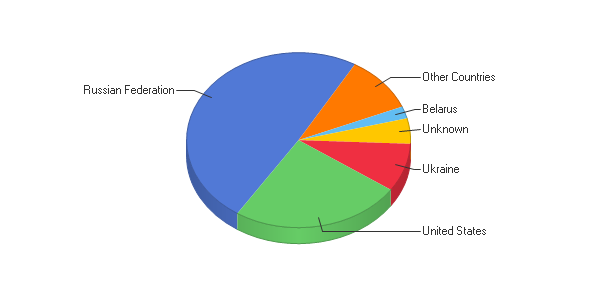 Other Countries
Russian Federation
Belarus
Unknown
Ukraine
United States